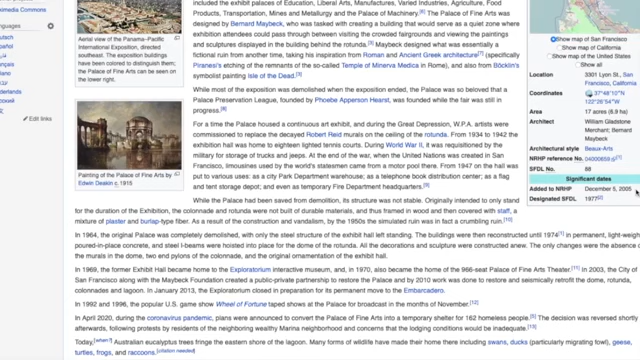 included the exhibit palaces of Education, Liberal Arts, Manufactures, Varied Industries, Agriculture, Food
Products, Transportation, Mines and Metallurgy and the Palace of Machinery.[6] The Palace of Fine Arts was
designed by Bernard Maybeck, who was tasked with creating a building that would serve as a quiet zone where
exhibition attendees could pass through between visiting the crowded fairgrounds and viewing the paintings
and sculptures displayed in the building behind the rotunda.[3] Maybeck designed what was essentially a
fictional ruin from another time, taking his inspiration from Roman and Ancient Greek architecture[7] (specifically
Piranesi's etching of the remnants of the so-called Temple of Minerva Medica in Rome), and also from Böcklin's
symbolist painting Isle of the Dead.[3]
While most of the exposition was demolished when the exposition ended, the Palace was so beloved that a
Palace Preservation League, founded by Phoebe Apperson Hearst, was founded while the fair was still in
progress.[8]
For a time the Palace housed a continuous art exhibit, and during the Great Depression, W.P.A. artists were
commissioned to replace the decayed Robert Reid murals on the ceiling of the rotunda. From 1934 to 1942
the exhibition hall was home to eighteen lighted tennis courts. During World War II, it was requisitioned by the
military for storage of trucks and jeeps. At the end of the war, when the United Nations was created in San
Francisco, limousines used by the world's statesmen came from a motor pool there. From 1947 on the hall was
put to various uses: as a city Park Department warehouse; as a telephone book distribution center; as a flag
and tent storage depot; and even as temporary Fire Department headquarters.[9]
While the Palace had been saved from demolition, its structure was not stable. Originally intended to only stand
for the duration of the Exhibition, the colonnade and rotunda were not built of durable materials, and thus framed in wood and then covered with staff, a
mixture of plaster and burlap-type fiber. As a result of the construction and vandalism, by the 1950s the simulated ruin was in fact a crumbling ruin.[10]
In 1964, the original Palace was completely demolished, with only the steel structure of the exhibit hall left standing. The buildings were then reconstructed until 1974[1] in permanent, light-weight,
poured-in-place concrete, and steel I-beams were hoisted into place for the dome of the rotunda. All the decorations and sculpture were constructed anew. The only changes were the absence of
the murals in the dome, two end pylons of the colonnade, and the original ornamentation of the exhibit hall.
In 1969, the former Exhibit Hall became home to the Exploratorium interactive museum, and, in 1970, also became the home of the 966-seat Palace of Fine Arts Theater.[11] In 2003, the City of
San Francisco along with the Maybeck Foundation created a public-private partnership to restore the Palace and by 2010 work was done to restore and seismically retrofit the dome, rotunda,
colonnades and lagoon. In January 2013, the Exploratorium closed in preparation for its permanent move to the Embarcadero.
In 1992 and 1996, the popular U.S. game show Wheel of Fortune taped shows at the Palace for broadcast in the months of November.[12]
In April 2020, during the coronavirus pandemic, plans were announced to convert the Palace of Fine Arts into a temporary shelter for 162 homeless people.[5] The decision was reversed shortly
afterwards, following protests by residents of the neighboring wealthy Marina neighborhood and concerns that the lodging conditions would be inadequate.[13]
Today,[when?] Australian eucalyptus trees fringe the eastern shore of the lagoon. Many forms of wildlife have made their home there including swans, ducks (particularly migrating fowl), geese,
turtles, frogs, and raccoons.[citation needed]
Aerial view of the Panama–Pacific
International Exposition, directed
southeast. The exposition buildings
have been colored to distinguish them;
the Palace of Fine Arts can be seen on
the lower right.
Painting of the Palace of Fine Arts by
Edwin Deakin c. 1915
Wikimedia Commons
Languages
Edit links
Show map of San Francisco
Show map of California
Show map of the United States
Show all
Location 3301 Lyon St., San
Francisco, California
Coordinates 37°48′10″N
122°26′54″W
Area 17 acres (6.9 ha)
Architect William Gladstone
Merchant; Bernard
Maybeck
Architectural style Beaux-Arts
NRHP reference No. 04000659[1]
SFDL No. 88
Significant dates
Added to NRHP December 5, 2005
Designated SFDL 1977[2]